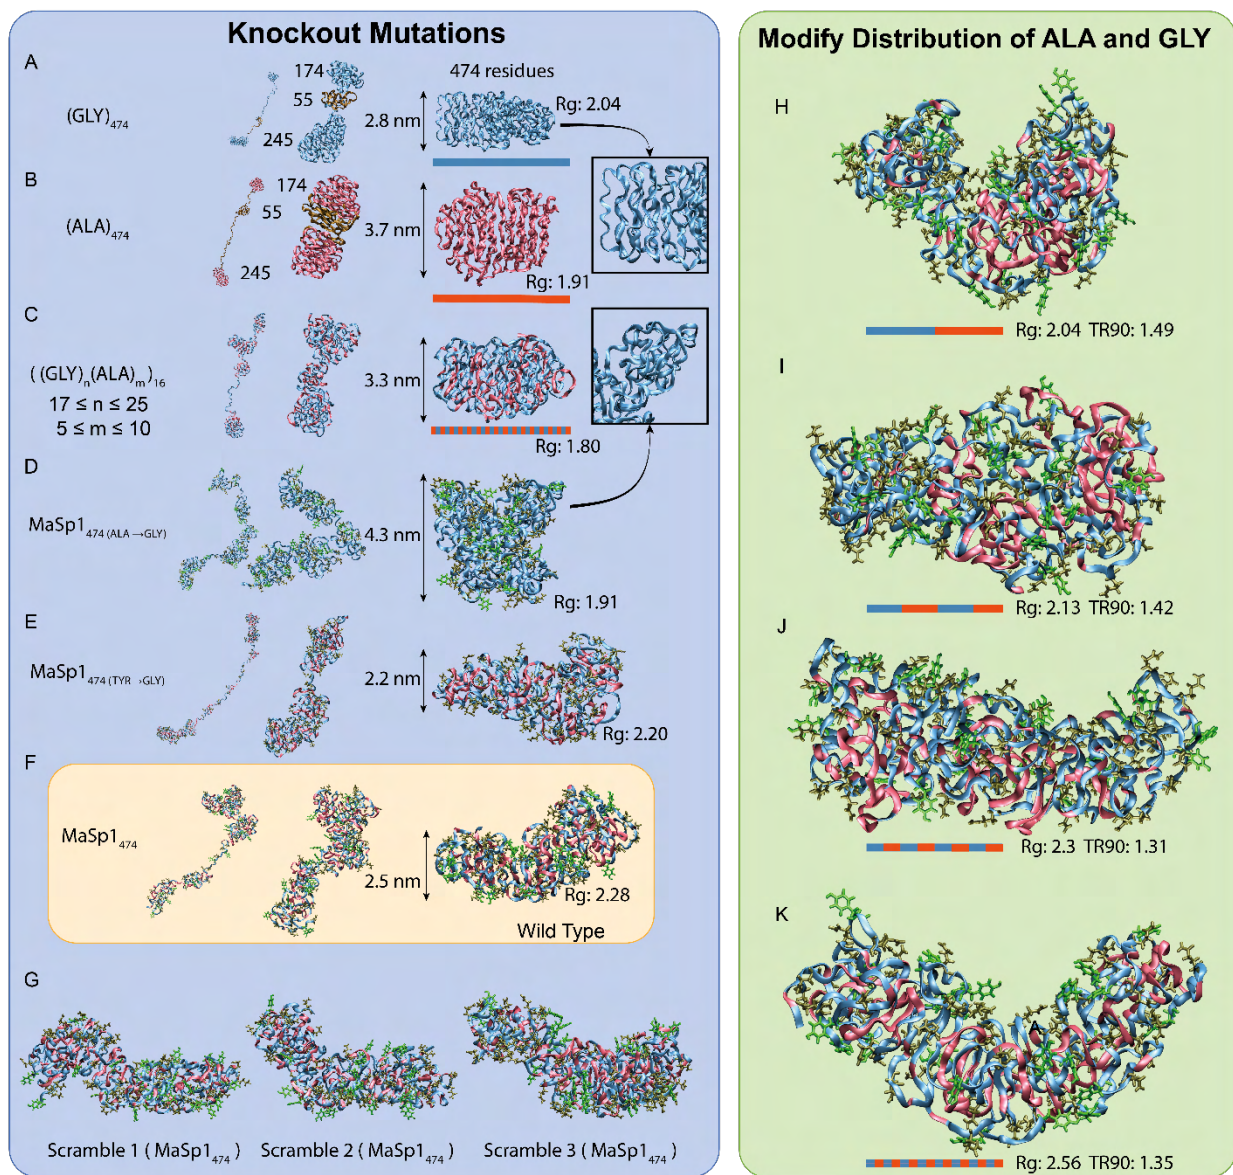 Knockout Mutations
A
(GLY)474
174
55
245
474 residues
2.8 nm
Rg: 2.04
B
(ALA)474
174
55
245
3.7 nm
Rg: 1.91
C
( (GLY)n(ALA)m)16
17 ≤ n ≤ 25
5 ≤ m ≤ 10
3.3 nm
Rg: 1.80
D
MaSp1474 (ALA →GLY)
4.3 nm
Rg: 1.91
E
MaSp1474 (TYR →GLY)
2.2 nm
Rg: 2.20
F
MaSp1474
2.5 nm
Rg: 2.28
Wild Type
G
Scramble 1 ( MaSp1474 )
Scramble 2 ( MaSp1474 )
Scramble 3 ( MaSp1474 )
Modify Distribution of ALA and GLY
H
Rg: 2.04 TR90: 1.49
I
Rg: 2.13 TR90: 1.42
J
Rg: 2.3 TR90: 1.31
K
A
Rg: 2.56 TR90: 1.35